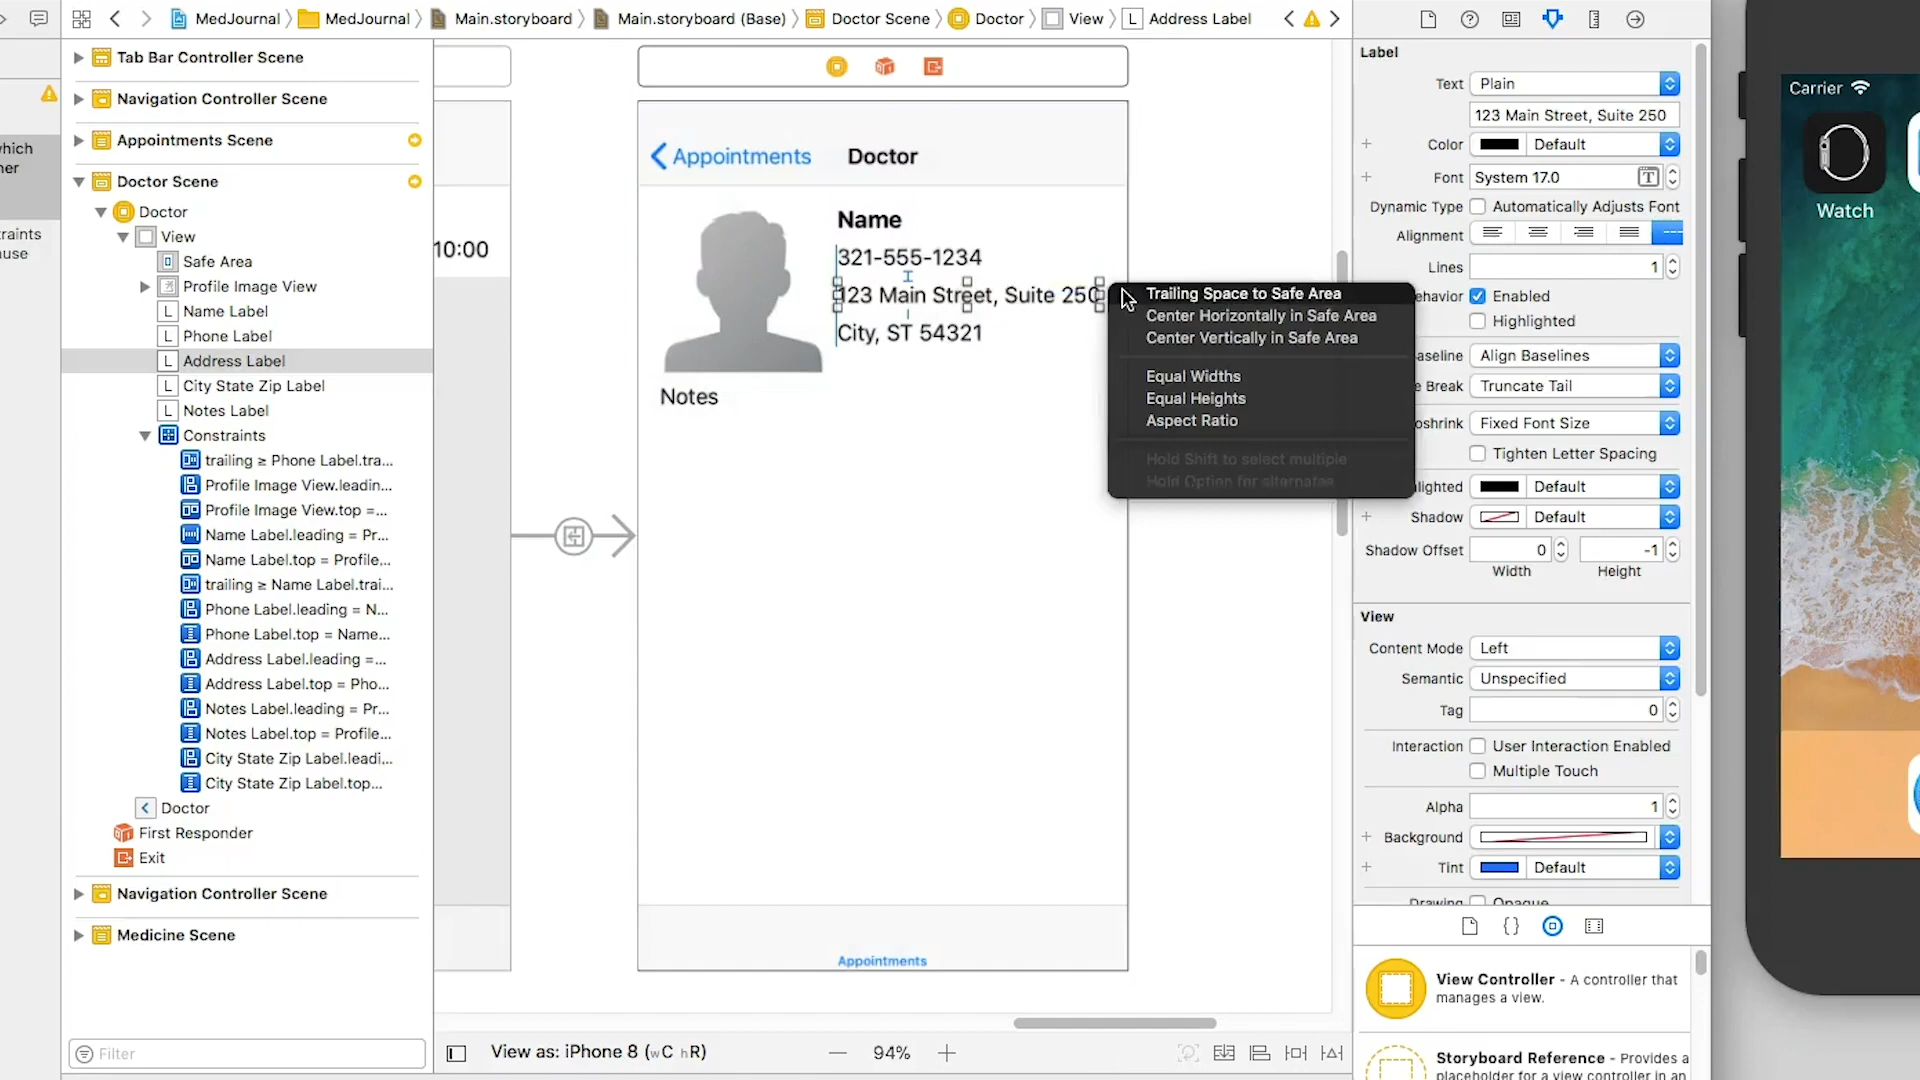 MedJournal
MedJournal
Main.storyboard
Main.storyboard (Base)
Doctor Scene
Doctor
View
L Address Label
Tab Bar Controller Scene
Navigation Controller Scene
Appointments Scene
Doctor Scene
Doctor
View
Safe Area
Profile Image View
L Name Label
L Phone Label
L Address Label
L City State Zip Label
L Notes Label
Constraints
trailing ≥ Phone Label.tra...
Profile Image View.leadin...
Profile Image View.top =...
Name Label.leading = Pr...
Name Label.top = Profile...
trailing ≥ Name Label.trai...
Phone Label.leading = N...
Phone Label.top = Name...
Address Label.leading =...
Address Label.top = Pho...
Notes Label.leading = Pr...
Notes Label.top = Profile...
City State Zip Label.leadi...
City State Zip Label.top...
Doctor
First Responder
Exit
Navigation Controller Scene
Medicine Scene
Filter
10:00
Appointments
Doctor
Name
321-555-1234
123 Main Street, Suite 250
City, ST 54321
Notes
Appointments
Trailing Space to Safe Area
Center Horizontally in Safe Area
Center Vertically in Safe Area
Equal Widths
Equal Heights
Aspect Ratio
Hold Shift to select multiple
Hold Option for alternates
View as: iPhone 8 (wC hR)
94%
Label
Text Plain
123 Main Street, Suite 250
Color Default
Font System 17.0
Dynamic Type Automatically Adjusts Font
Alignment
Lines 1
Enabled
Highlighted
Align Baselines
Truncate Tail
Fixed Font Size
Tighten Letter Spacing
Default
Shadow Default
Shadow Offset 0 -1
Width Height
View
Content Mode Left
Semantic Unspecified
Tag 0
Interaction User Interaction Enabled
Multiple Touch
Alpha 1
Background
Tint Default
Drawing Opaque
View Controller - A controller that
manages a view.
Storyboard Reference - Provides a
placeholder for a view controller in an
Carrier
Watch